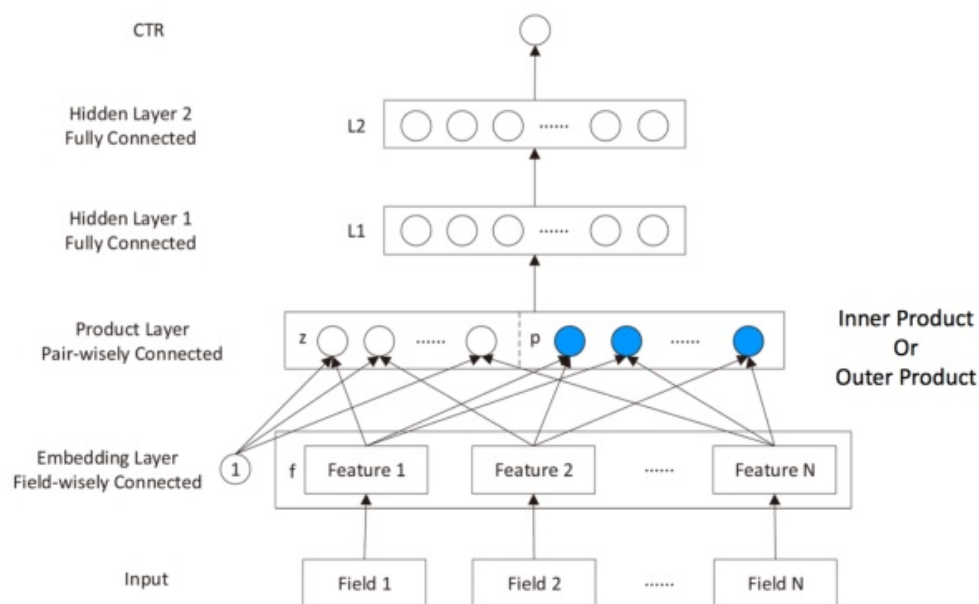 CTR
Hidden Layer 2
Fully Connected
L2
......
Hidden Layer 1
Fully Connected
L1
......
Product Layer
Pair-wisely Connected
z
......
p
......
Inner Product
Or
Outer Product
Embedding Layer
Field-wisely Connected
1
f
Feature 1
Feature 2
......
Feature N
Input
Field 1
Field 2
......
Field N